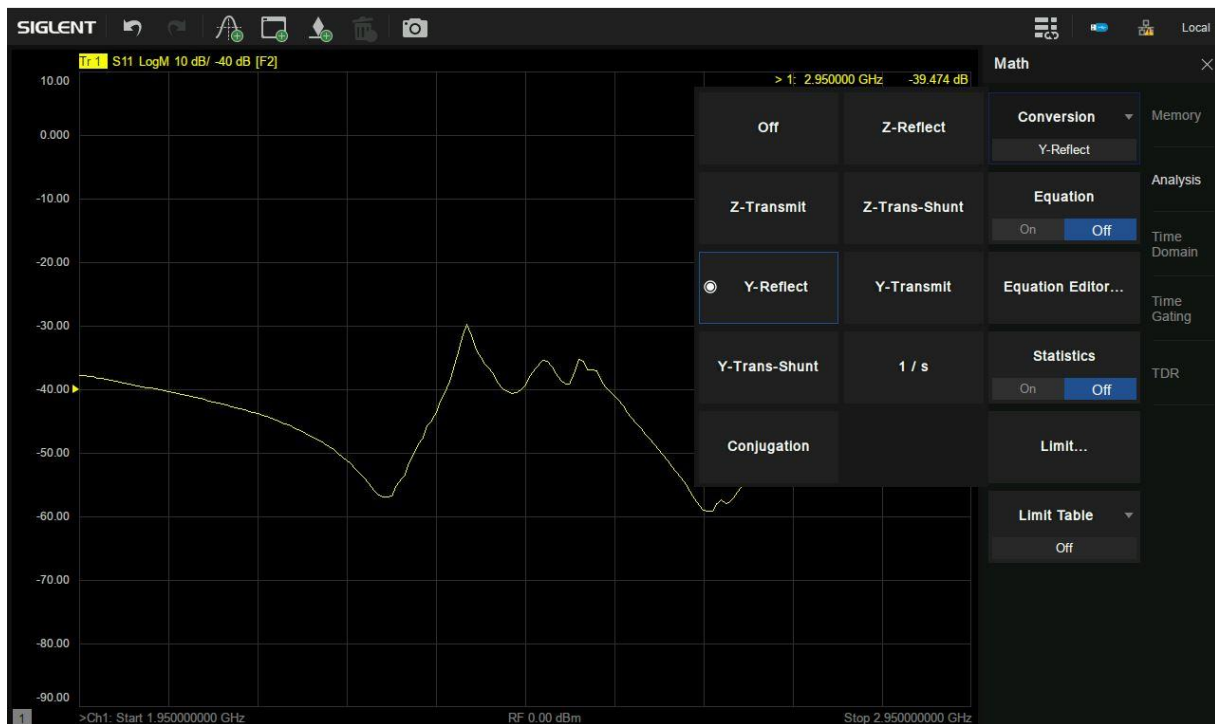 SIGLENT
Local
Tr 1 S11 LogM 10 dB/ -40 dB [F2]
> 1: 2.950000 GHz -39.474 dB
10.00
0.000
-10.00
-20.00
-30.00
-40.00
-50.00
-60.00
-70.00
-80.00
-90.00
Off
Z-Reflect
Z-Transmit
Z-Trans-Shunt
Y-Reflect
Y-Transmit
Y-Trans-Shunt
1 / s
Conjugation
Math
Conversion
Y-Reflect
Equation
On Off
Equation Editor...
Statistics
On Off
Limit...
Limit Table
Off
Memory
Analysis
Time
Domain
Time
Gating
TDR
1
>Ch1: Start 1.950000000 GHz
RF 0.00 dBm
Stop 2.950000000 GHz